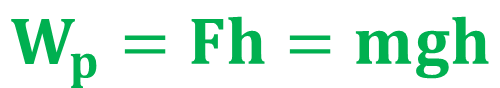 Wₚ = Fh = mgh